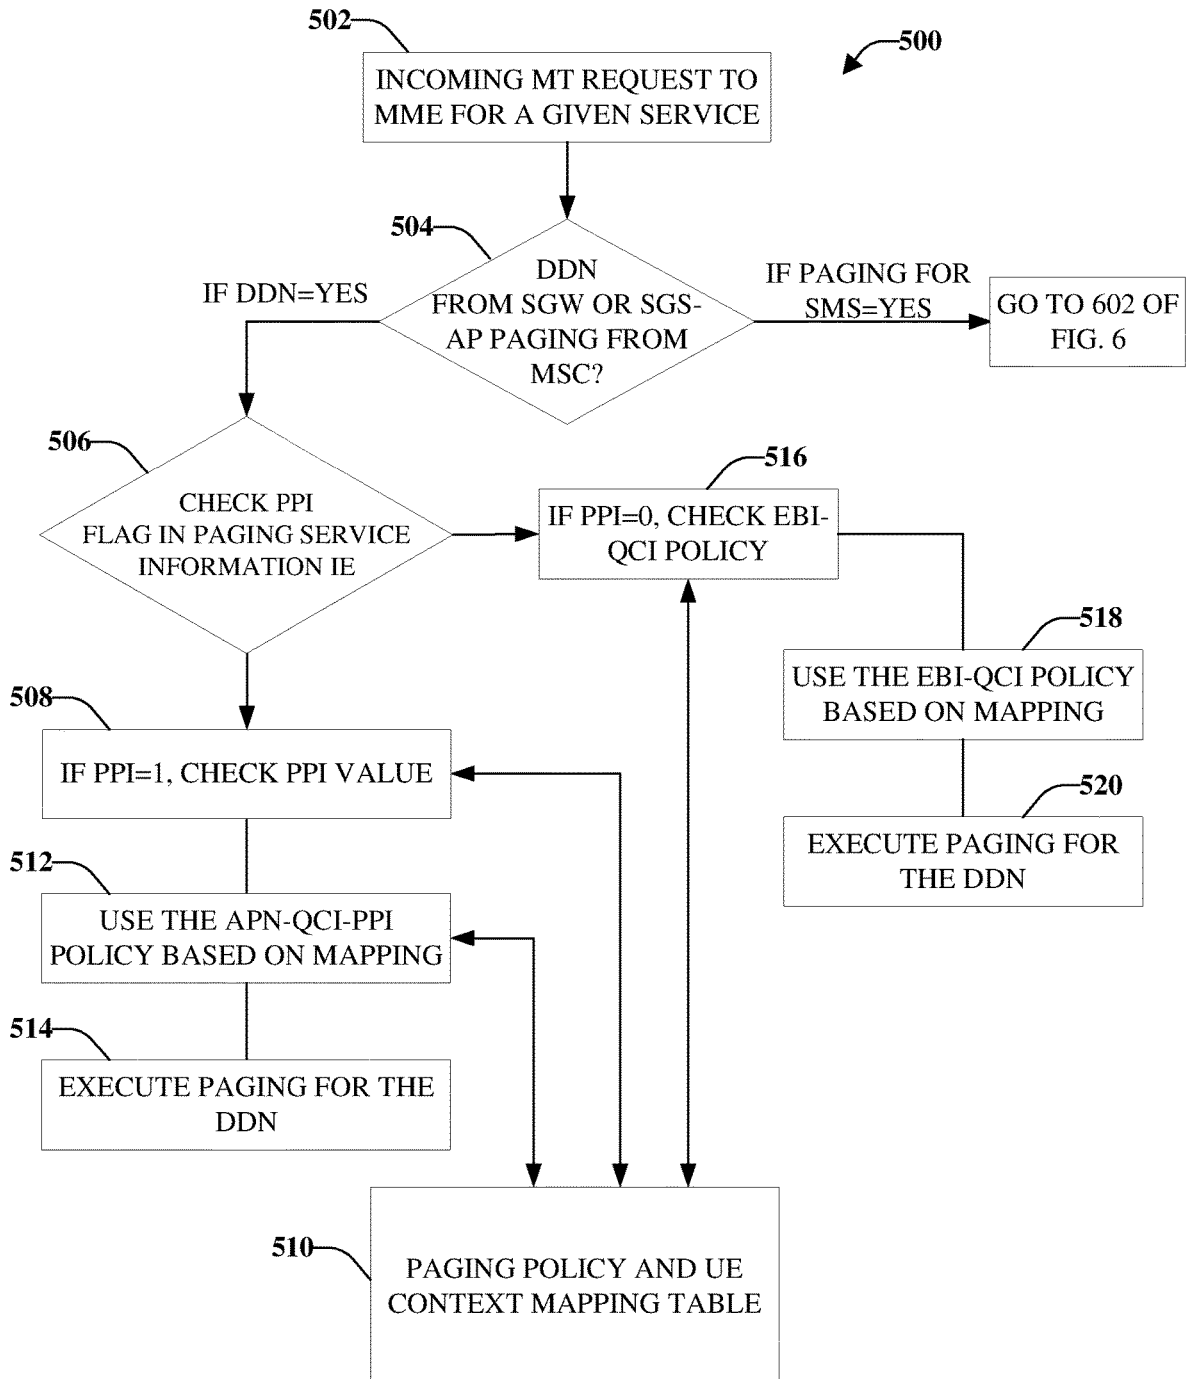 502
500
INCOMING MT REQUEST TO
MME FOR A GIVEN SERVICE
504
DDN
FROM SGW OR SGS-
AP PAGING FROM
MSC?
IF DDN=YES
IF PAGING FOR
SMS=YES
GO TO 602 OF
FIG. 6
506
CHECK PPI
FLAG IN PAGING SERVICE
INFORMATION IE
516
IF PPI=0, CHECK EBI-
QCI POLICY
518
USE THE EBI-QCI POLICY
BASED ON MAPPING
508
IF PPI=1, CHECK PPI VALUE
520
EXECUTE PAGING FOR
THE DDN
512
USE THE APN-QCI-PPI
POLICY BASED ON MAPPING
514
EXECUTE PAGING FOR THE
DDN
510
PAGING POLICY AND UE
CONTEXT MAPPING TABLE